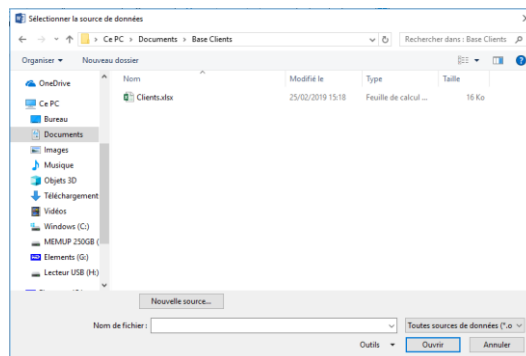 Sélectionner la source de données
Ce PC > Documents > Base Clients
Rechercher dans : Base Clients
Organiser
Nouveau dossier
Nom
Modifié le
Type
Taille
OneDrive
Ce PC
Bureau
Documents
Images
Musique
Objets 3D
Téléchargement
Vidéos
Windows (C:)
MEMUP 250GB (
Elements (G:)
Lecteur USB (H:)
Clients.xlsx
25/02/2019 15:18
Feuille de calcul ...
16 Ko
Nouvelle source...
Nom de fichier :
Toutes sources de données (*.o
Outils
Ouvrir
Annuler